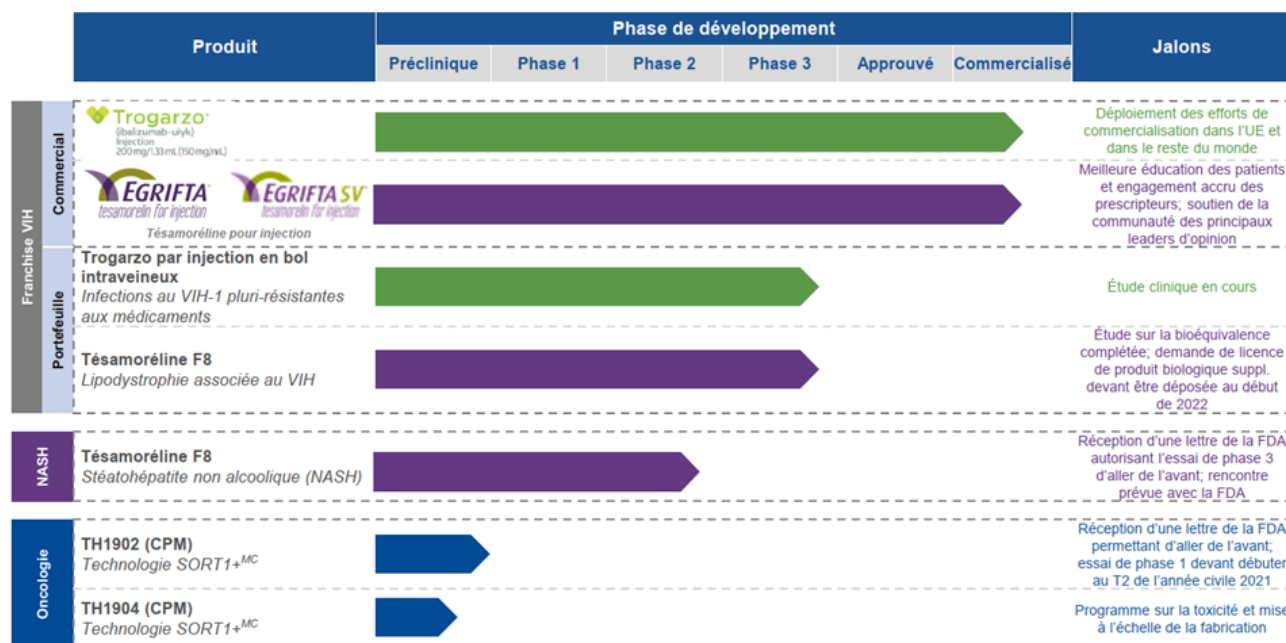 Produit
Phase de développement
Jalons
Préclinique
Phase 1
Phase 2
Phase 3
Approuvé
Commercialisé
Franchise VIH
Commercial
Trogarzo®
(ibalizumab-uiyk)
Injection
200 mg/1.33 mL (150 mg/mL)
Déploiement des efforts de
commercialisation dans l’UE et
dans le reste du monde
EGRIFTA®
tesamorelin for injection
EGRIFTA SV®
tesamorelin for injection
Tésamoréline pour injection
Meilleure éducation des patients
et engagement accru des
prescripteurs; soutien de la
communauté des principaux
leaders d’opinion
Portefeuille
Trogarzo par injection en bol
intraveineux
Infections au VIH-1 pluri-résistantes
aux médicaments
Étude clinique en cours
Tésamoréline F8
Lipodystrophie associée au VIH
Étude sur la bioéquivalence
complétée; demande de licence
de produit biologique suppl.
devant être déposée au début
de 2022
NASH
Tésamoréline F8
Stéatohépatite non alcoolique (NASH)
Réception d’une lettre de la FDA
autorisant l’essai de phase 3
d’aller de l’avant; rencontre
prévue avec la FDA
Oncologie
TH1902 (CPM)
Technologie SORT1+MC
Réception d’une lettre de la FDA
permettant d’aller de l’avant;
essai de phase 1 devant débuter
au T2 de l’année civile 2021
TH1904 (CPM)
Technologie SORT1+MC
Programme sur la toxicité et mise
à l’échelle de la fabrication